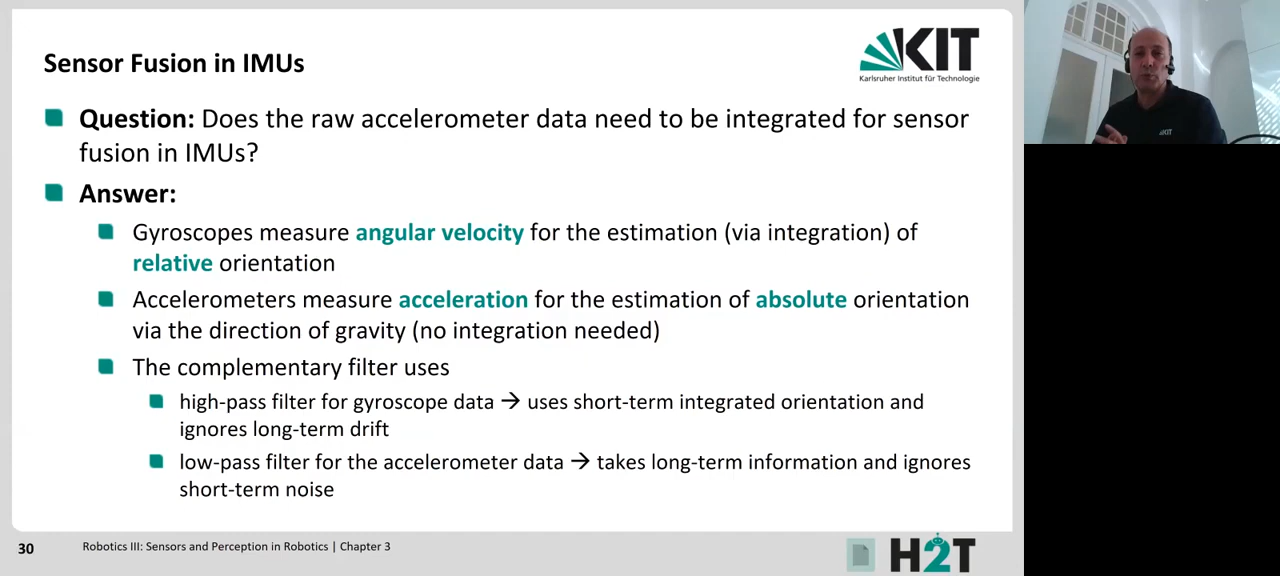 Sensor Fusion in IMUs
KIT
Karlsruher Institut für Technologie
Question: Does the raw accelerometer data need to be integrated for sensor
fusion in IMUs?
Answer:
Gyroscopes measure angular velocity for the estimation (via integration) of
relative orientation
Accelerometers measure acceleration for the estimation of absolute orientation
via the direction of gravity (no integration needed)
The complementary filter uses
high-pass filter for gyroscope data → uses short-term integrated orientation and
ignores long-term drift
low-pass filter for the accelerometer data → takes long-term information and ignores
short-term noise
30
Robotics III: Sensors and Perception in Robotics | Chapter 3
H2T
KIT